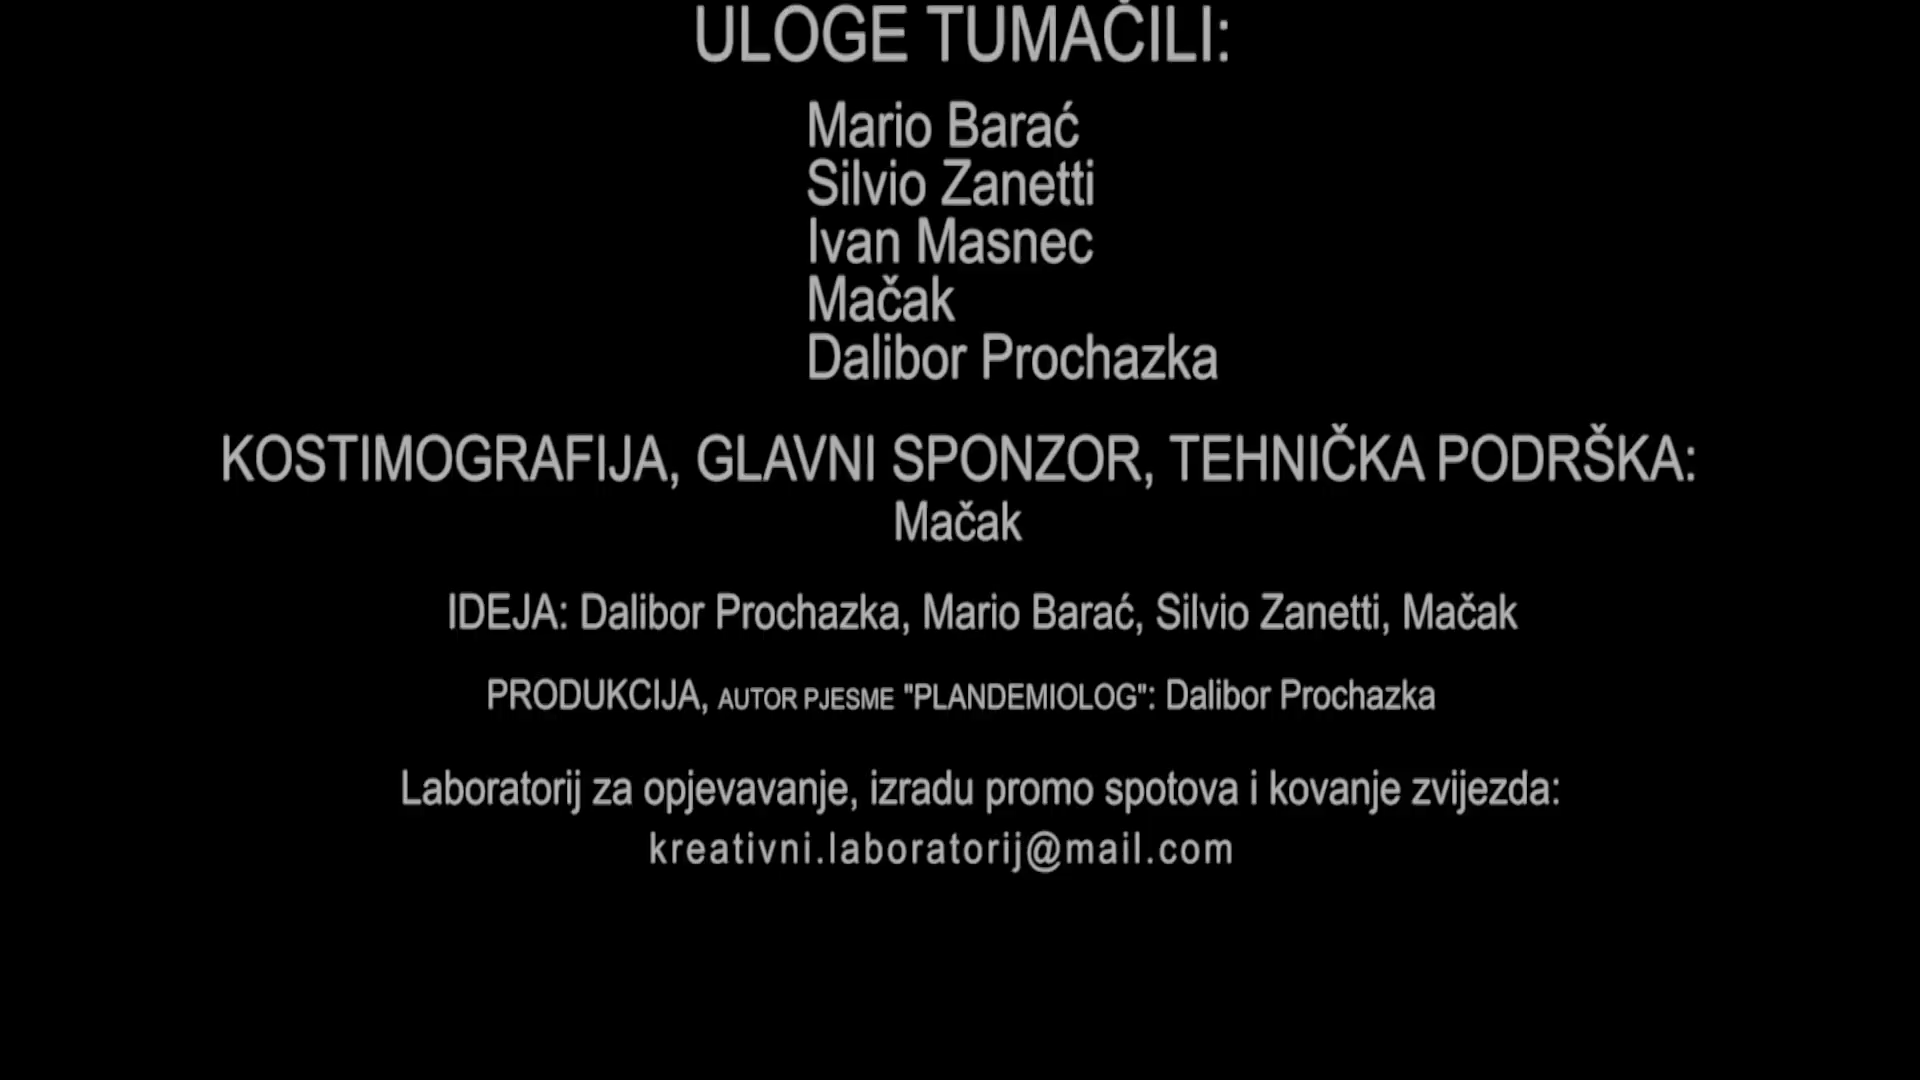 ULOGE TUMAČILI:
Mario Barać
Silvio Zanetti
Ivan Masnec
Mačak
Dalibor Prochazka
KOSTIMOGRAFIJA, GLAVNI SPONZOR, TEHNIČKA PODRŠKA:
Mačak
IDEJA: Dalibor Prochazka, Mario Barać, Silvio Zanetti, Mačak
PRODUKCIJA, AUTOR PJESME "PLANDEMIOLOG": Dalibor Prochazka
Laboratorij za opjevavanje, izradu promo spotova i kovanje zvijezda:
kreativni.laboratorij@mail.com